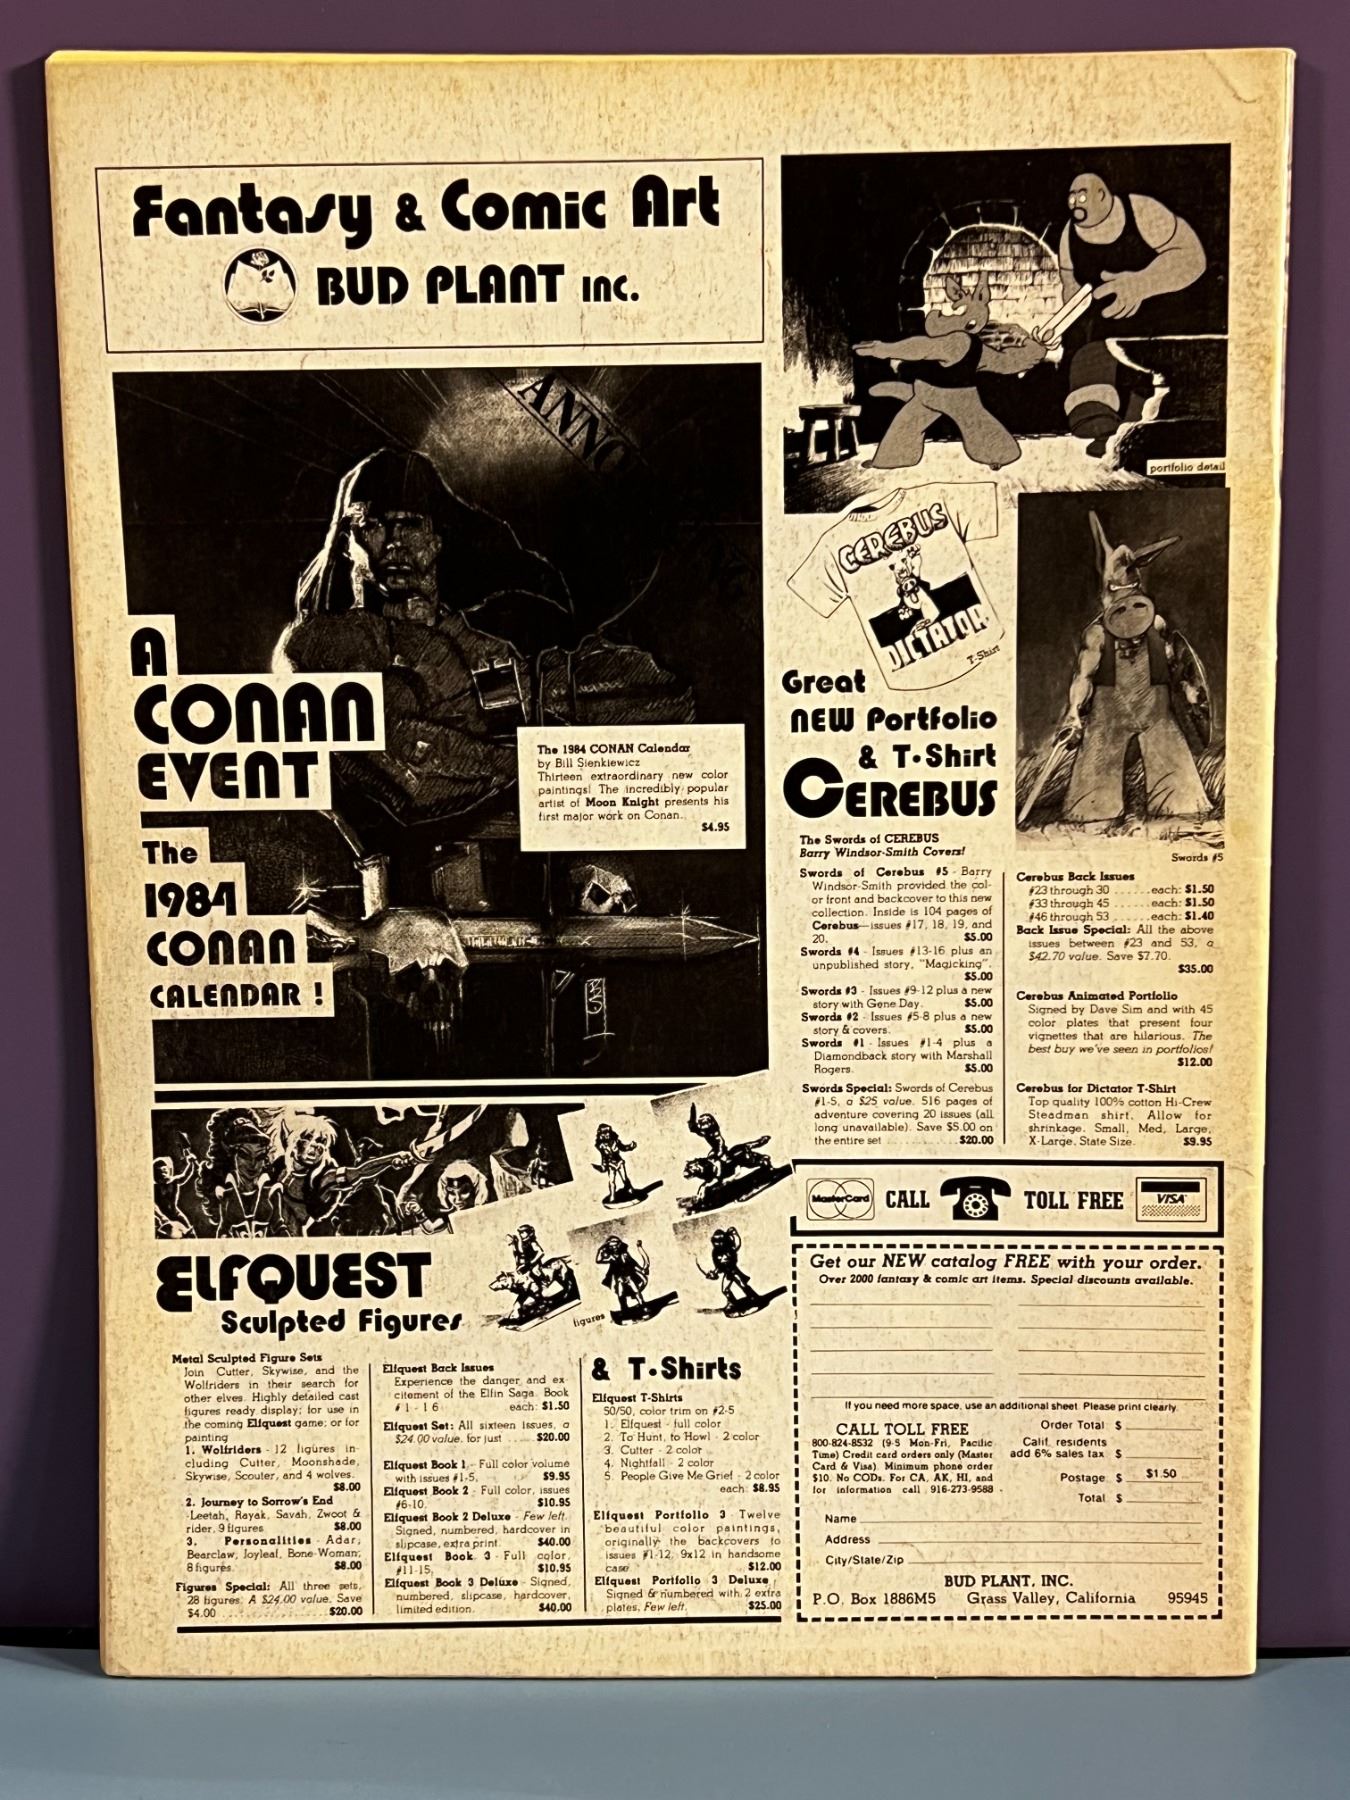 Fantasy & Comic Art
BUD PLANT INC.
ANNO
A
CONAN
EVENT
The
1984
CONAN
CALENDAR !
The 1984 CONAN Calendar
by Bill Sienkiewicz
Thirteen extraordinary new color
paintings! The incredibly popular
artist of Moon Knight presents his
first major work on Conan.
$4.95
portfolio detail
CEREBUS
DICTATOR
T-Shirt
Great
NEW Portfolio
& T-Shirt
CEREBUS
Swords #5
The Swords of CEREBUS
Barry Windsor-Smith Covers!
Swords of Cerebus #5 - Barry
Windsor-Smith provided the col-
or front and backcover to this new
collection. Inside is 104 pages of
Cerebus—issues #17, 18, 19, and
20. $5.00
Swords #4 - Issues #13-16 plus an
unpublished story, "Magicking".
$5.00
Swords #3 - Issues #9-12 plus a new
story with Gene Day. $5.00
Swords #2 - Issues #5-8 plus a new
story & covers. $5.00
Swords #1 - Issues #1-4 plus a
Diamondback story with Marshall
Rogers. $5.00
Swords Special: Swords of Cerebus
#1-5, a $25 value. 516 pages of
adventure covering 20 issues (all
long unavailable). Save $5.00 on
the entire set .......... $20.00
Cerebus Back Issues
#23 through 30 ......each: $1.50
#33 through 45 .....each: $1.50
#46 through 53 .....each: $1.40
Back Issue Special: All the above
issues between #23 and 53, a
$42.70 value. Save $7.70.
$35.00
Cerebus Animated Portfolio
Signed by Dave Sim and with 45
color plates that present four
vignettes that are hilarious. The
best buy we've seen in portfolios!
$12.00
Cerebus for Dictator T-Shirt
Top quality 100% cotton Hi-Crew
Steadman shirt. Allow for
shrinkage. Small, Med, Large,
X-Large. State Size. $9.95
MasterCard CALL TOLL FREE VISA
ELFQUEST
Sculpted Figures
figures
Metal Sculpted Figure Sets
Join Cutter, Skywise, and the
Wolfriders in their search for
other elves. Highly detailed cast
figures ready display; for use in
the coming Elfquest game; or for
painting
1. Wolfriders - 12 figures in-
cluding Cutter, Moonshade,
Skywise, Scouter, and 4 wolves.
$8.00
2. Journey to Sorrow's End
-Leetah, Rayak, Savah, Zwoot &
rider, 9 figures $8.00
3. Personalities - Adar,
Bearclaw, Joyleaf, Bone-Woman;
8 figures. $8.00
Figures Special: All three sets,
28 figures. A $24.00 value. Save
$4.00 .............. $20.00
Elfquest Back Issues
Experience the danger and ex-
citement of the Elfin Saga. Book
#1-16 each: $1.50
Elfquest Set: All sixteen issues, a
$24.00 value. for just .... $20.00
Elfquest Book 1 - Full color volume
with issues #1-5. $9.95
Elfquest Book 2 - Full color, issues
#6-10. $10.95
Elfquest Book 2 Deluxe - Few left.
Signed, numbered, hardcover in
slipcase, extra print. $40.00
Elfquest Book 3 - Full color,
#11-15. $10.95
Elfquest Book 3 Deluxe - Signed,
numbered, slipcase, hardcover,
limited edition. $40.00
& T-Shirts
Elfquest T-Shirts
50/50, color trim on #2-5
1. Elfquest - full color
2. To Hunt, to Howl - 2 color
3. Cutter - 2 color
4. Nightfall - 2 color
5. People Give Me Grief - 2 color
each: $8.95
Elfquest Portfolio 3 - Twelve
beautiful color paintings,
originally the backcovers to
issues #1-12, 9x12 in handsome
case. $12.00
Elfquest Portfolio 3 Deluxe
Signed & numbered with 2 extra
plates. Few left. $25.00
Get our NEW catalog FREE with your order.
Over 2000 fantasy & comic art items. Special discounts available.
If you need more space, use an additional sheet. Please print clearly.
CALL TOLL FREE
800-824-8532 (9-5 Mon-Fri, Pacific
Time) Credit card orders only (Master
Card & Visa). Minimum phone order
$10. No CODs. For CA, AK, HI, and
for information call 916-273-9588
Order Total $
Calif. residents
add 6% sales tax $
Postage $ $1.50
Total $
Name
Address
City/State/Zip
BUD PLANT, INC.
P.O. Box 1886M5 Grass Valley, California 95945